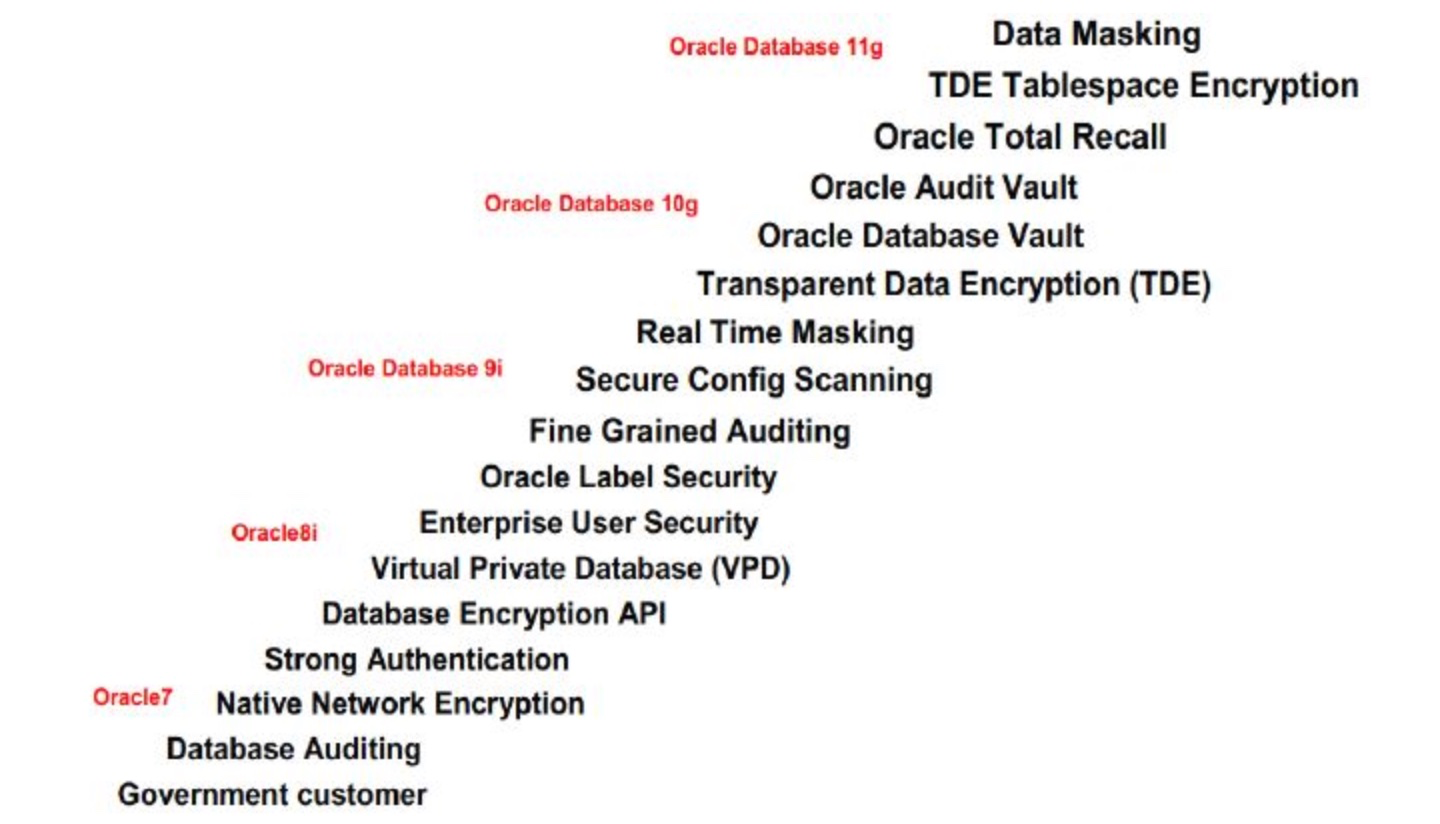 Data Masking
Oracle Database 11g
TDE Tablespace Encryption
Oracle Total Recall
Oracle Audit Vault
Oracle Database 10g
Oracle Database Vault
Transparent Data Encryption (TDE)
Real Time Masking
Oracle Database 9i
Secure Config Scanning
Fine Grained Auditing
Oracle Label Security
Enterprise User Security
Oracle8i
Virtual Private Database (VPD)
Database Encryption API
Strong Authentication
Oracle7
Native Network Encryption
Database Auditing
Government customer